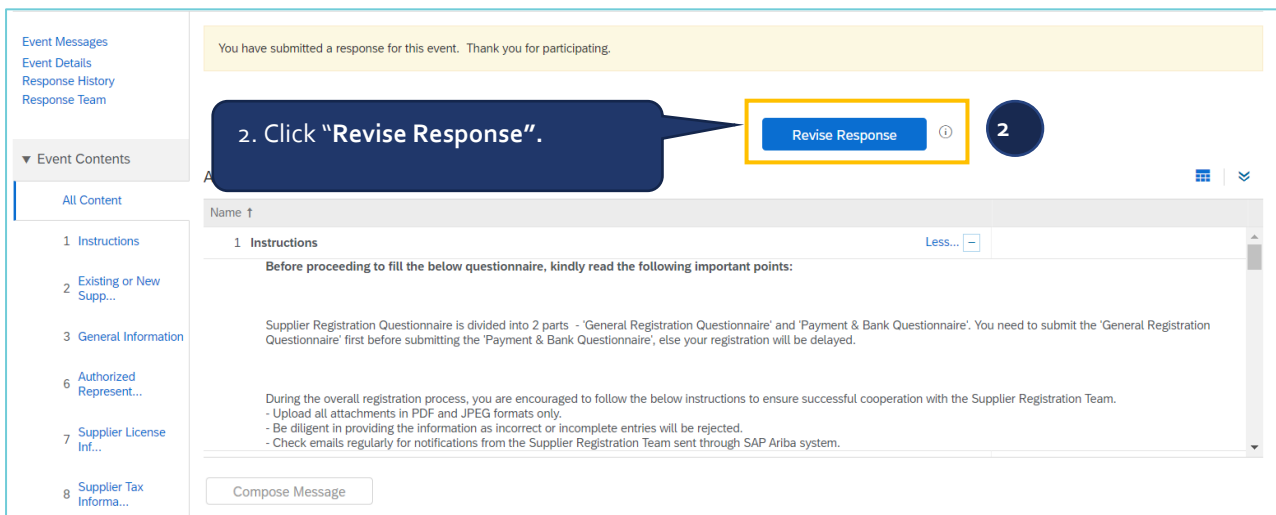 Event Messages
Event Details
Response History
Response Team
You have submitted a response for this event. Thank you for participating.
2. Click “Revise Response”.
Revise Response
2
▼ Event Contents
All Content
1 Instructions
2 Existing or New
Supp...
3 General Information
6 Authorized
Represent...
7 Supplier License
Inf...
8 Supplier Tax
Informa...
A
Name ↑
1 Instructions
Less... −
Before proceeding to fill the below questionnaire, kindly read the following important points:
Supplier Registration Questionnaire is divided into 2 parts - 'General Registration Questionnaire' and 'Payment & Bank Questionnaire'. You need to submit the 'General Registration
Questionnaire' first before submitting the 'Payment & Bank Questionnaire', else your registration will be delayed.
During the overall registration process, you are encouraged to follow the below instructions to ensure successful cooperation with the Supplier Registration Team.
- Upload all attachments in PDF and JPEG formats only.
- Be diligent in providing the information as incorrect or incomplete entries will be rejected.
- Check emails regularly for notifications from the Supplier Registration Team sent through SAP Ariba system.
Compose Message